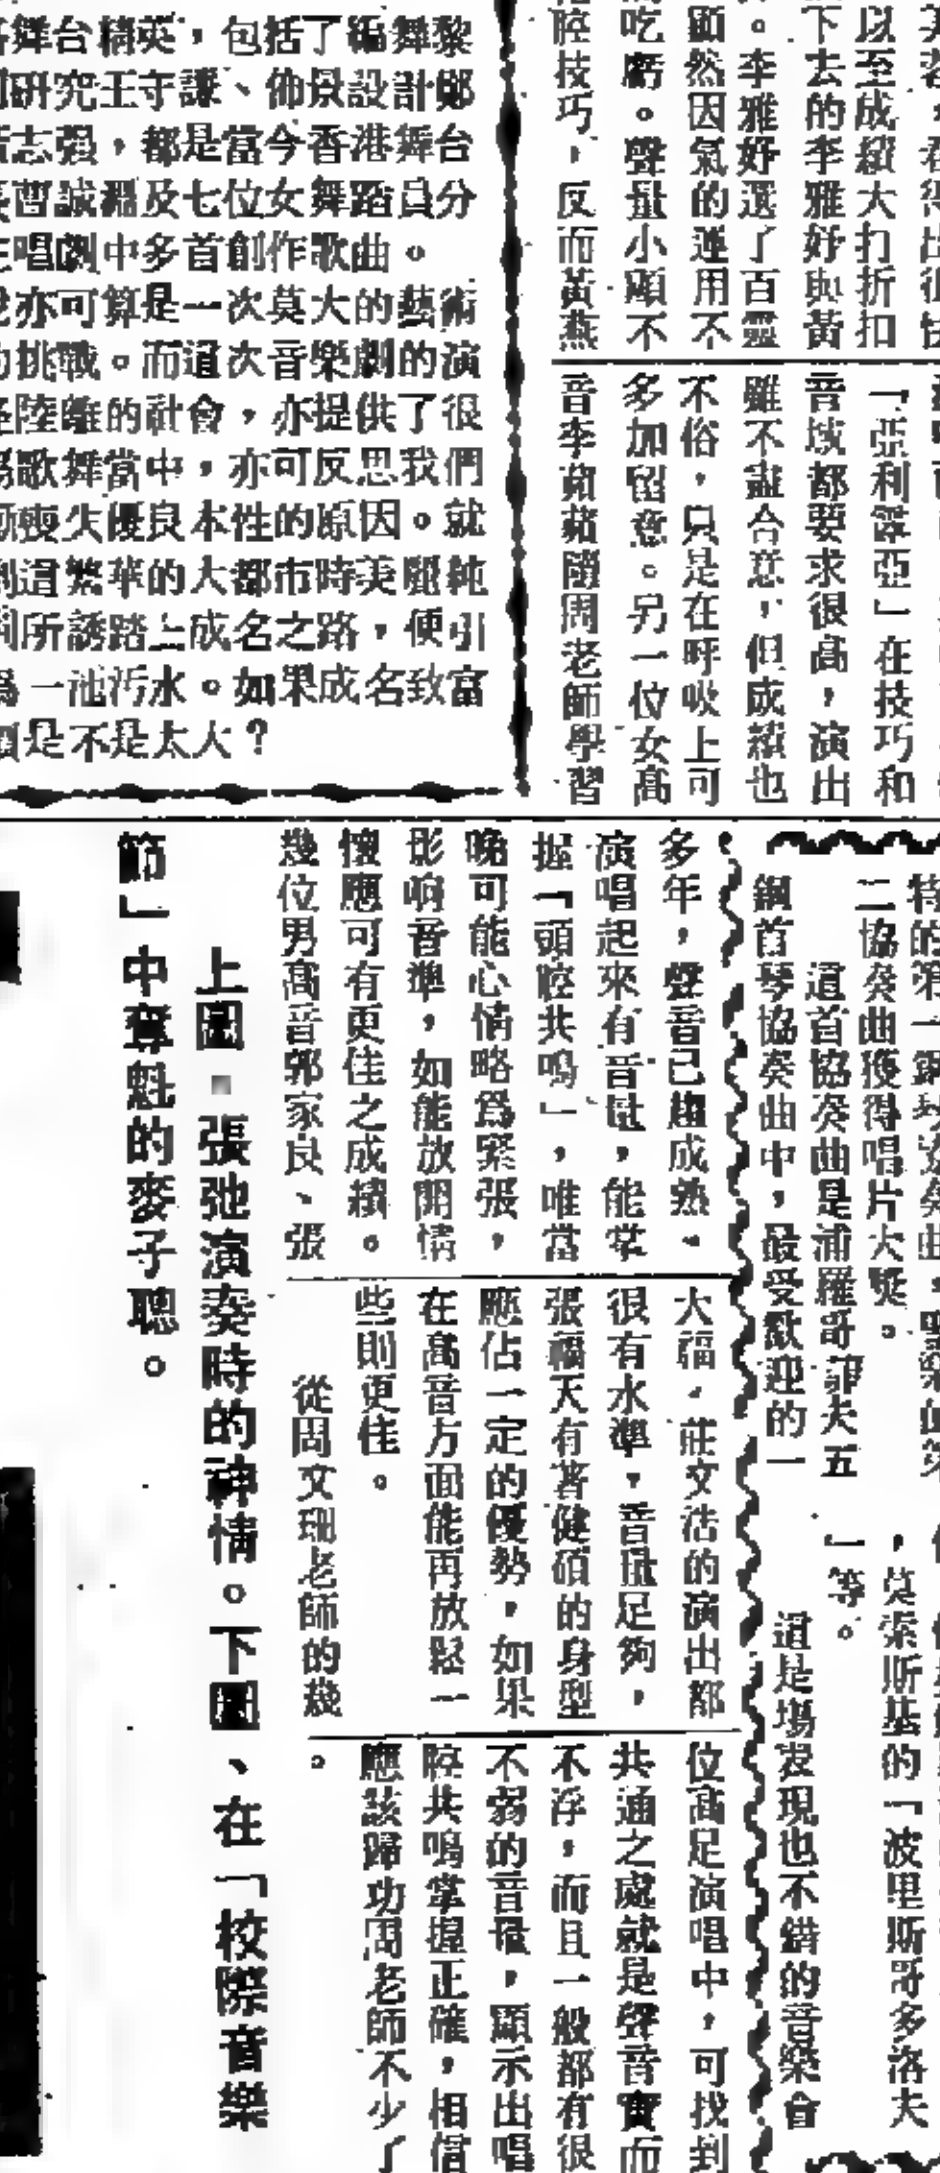 以至成績大打折扣
下去的李雅好與黃
。李雅好選了百靈
顯然因氣的運用不
吃虧。聲量小顯不
腔技巧，反而黃燕
「亞利露亞」在技巧和
音域都要求很高，演出
雖不盡合意，但成績也
不俗，只是在呼吸上可
多加留意。另一位女高
音李蘋蘋隨周老師學習
多年，聲音已趨成熟。
演唱起來有音量，能掌
握「頭腔共鳴」，唯當
晚可能心情略爲緊張，
影响音準，如能放開情
懷應可有更佳之成績。
幾位男高音郭家良、張
大福，莊文浩的演出都
很有水準，音量足夠，
張福天有著健碩的身型
應佔一定的優勢，如果
在高音方面能再放鬆一
些則更佳。
從周文珊老師的幾
位高足演唱中，可找到
共通之處就是聲音實而
不浮，而且一般都有很
不弱的音量，顯示出唱
腔共鳴掌握正確，相信
應該歸功周老師不少了
。
舞台精英，包括了編舞黎
研究王守謙、佈景設計鄭
志强，都是當今香港舞台
曹誠淵及七位女舞蹈員分
唱劇中多首創作歌曲。
亦可算是一次莫大的藝術
挑戰。而這次音樂劇的演
陸離的社會，亦提供了很
歌舞當中，亦可反思我們
喪失優良本性的原因。就
這繁華的大都市時美麗純
所誘踏上成名之路，便引
一池汚水。如果成名致富
是不是太大？
二協奏曲獲得唱片大獎。
這首協奏曲是浦羅哥菲夫五
鋼首琴協奏曲中，最受歡迎的一
，莫索斯基的「波里斯哥多洛夫
」等。
這是場表現也不錯的音樂會
上圖：張弛演奏時的神情。下圖、在「校際音樂
節」中奪魁的麥子聰。